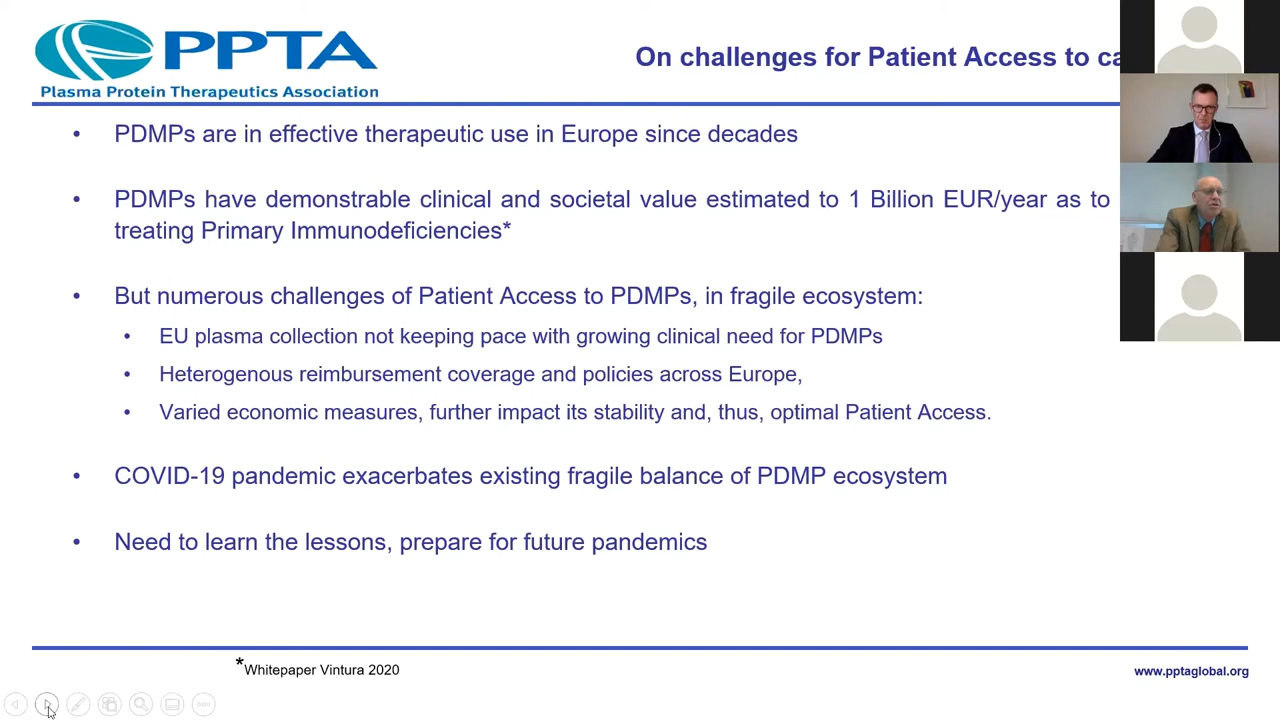 PPTA
Plasma Protein Therapeutics Association
On challenges for Patient Access to
• PDMPs are in effective therapeutic use in Europe since decades
• PDMPs have demonstrable clinical and societal value estimated to 1 Billion EUR/year as to
treating Primary Immunodeficiencies*
• But numerous challenges of Patient Access to PDMPs, in fragile ecosystem:
• EU plasma collection not keeping pace with growing clinical need for PDMPs
• Heterogenous reimbursement coverage and policies across Europe,
• Varied economic measures, further impact its stability and, thus, optimal Patient Access.
• COVID-19 pandemic exacerbates existing fragile balance of PDMP ecosystem
• Need to learn the lessons, prepare for future pandemics
*Whitepaper Vintura 2020
www.pptaglobal.org